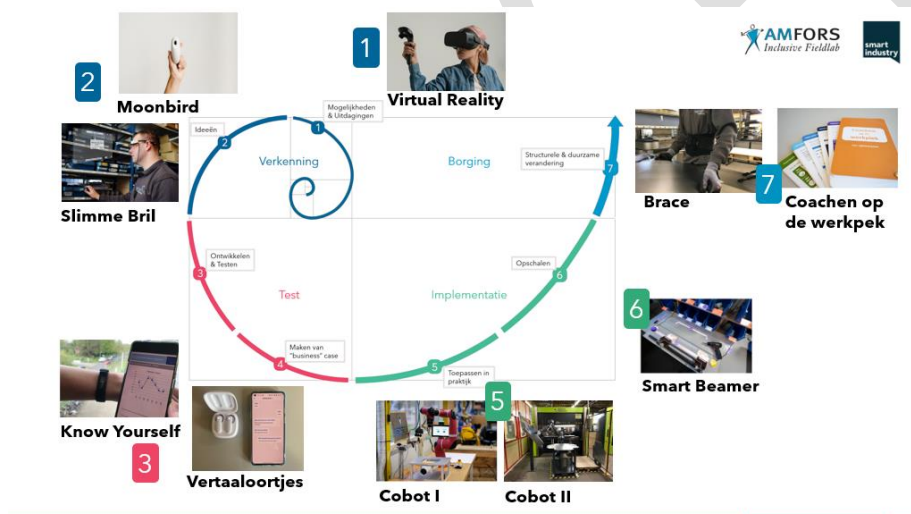 AMFORS
Inclusive Fieldlab
smart
industry
1
2
Moonbird
Virtual Reality
Mogelijkheden
& Uitdagingen
Ideeën
1
2
Verkenning
Borging
Structurele & duurzame
verandering
7
Slimme Bril
Brace
7
Coachen op
de werkpek
Ontwikkelen
& Testen
3
Opschalen
6
Test
Implementatie
6
Maken van
"business" case
4
5
Toepassen in
praktijk
Smart Beamer
5
Know Yourself
3
Vertaaloortjes
Cobot I
Cobot II